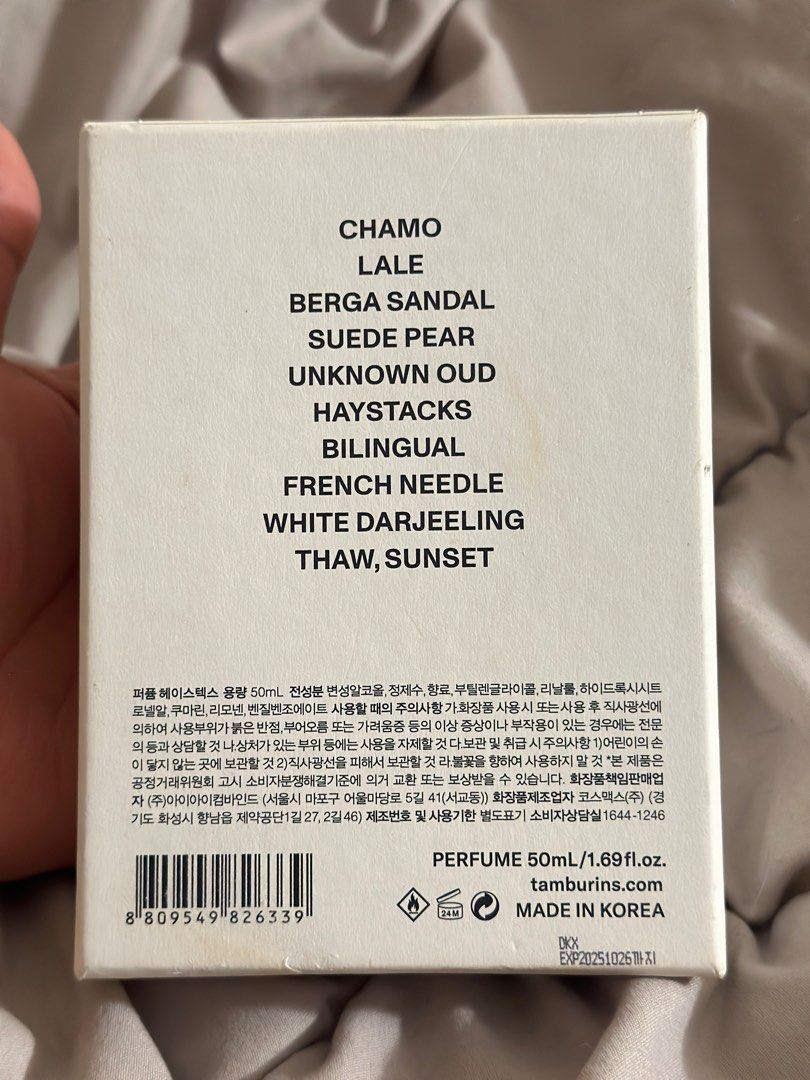 CHAMO
LALE
BERGA SANDAL
SUEDE PEAR
UNKNOWN OUD
HAYSTACKS
BILINGUAL
FRENCH NEEDLE
WHITE DARJEELING
THAW, SUNSET
퍼퓸 헤이스텍스 용량 50mL 전성분 변성알코올, 정제수, 향료, 부틸렌글라이콜, 리날룰, 하이드록시시트
로넬알, 쿠마린, 리모넨, 벤질벤조에이트 사용할 때의 주의사항 가.화장품 사용 시 또는 사용 후 직사광선에
의하여 사용부위가 붉은 반점, 부어오름 또는 가려움증 등의 이상 증상이나 부작용이 있는 경우에는 전문
의 등과 상담할 것 나.상처가 있는 부위 등에는 사용을 자제할 것 다.보관 및 취급 시 주의사항 1)어린이의 손
이 닿지 않는 곳에 보관할 것 2)직사광선을 피해서 보관할 것 라.불꽃을 향하여 사용하지 말 것 *본 제품은
공정거래위원회 고시 소비자분쟁해결기준에 의거 교환 또는 보상받을 수 있습니다. 화장품책임판매업
자 (주)아이아이컴바인드 (서울시 마포구 어울마당로 5길 41(서교동)) 화장품제조업자 코스맥스(주) (경
기도 화성시 향남읍 제약공단1길 27, 2길 46) 제조번호 및 사용기한 별도표기 소비자상담실 1644-1246
PERFUME 50mL/1.69fl.oz.
tamburins.com
24M
MADE IN KOREA
8 809549 826339
DKX
EXP20251026까지